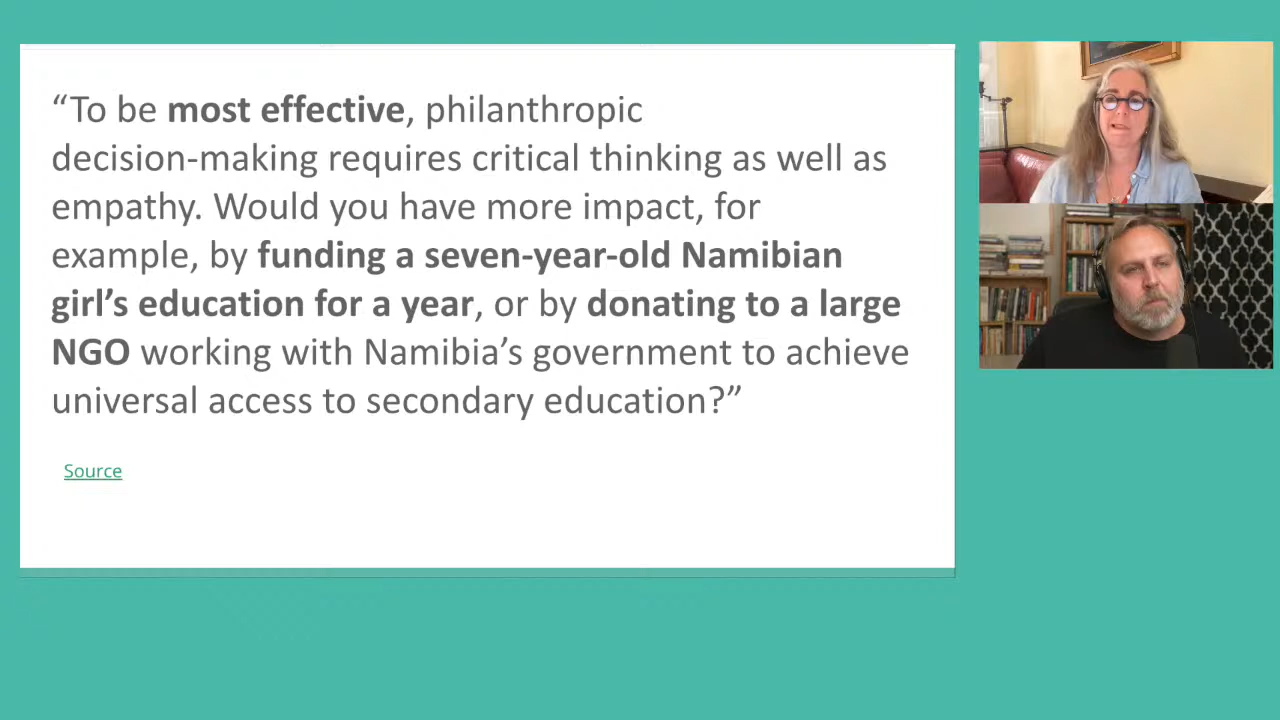 “To be most effective, philanthropic
decision-making requires critical thinking as well as
empathy. Would you have more impact, for
example, by funding a seven-year-old Namibian
girl’s education for a year, or by donating to a large
NGO working with Namibia’s government to achieve
universal access to secondary education?”
Source